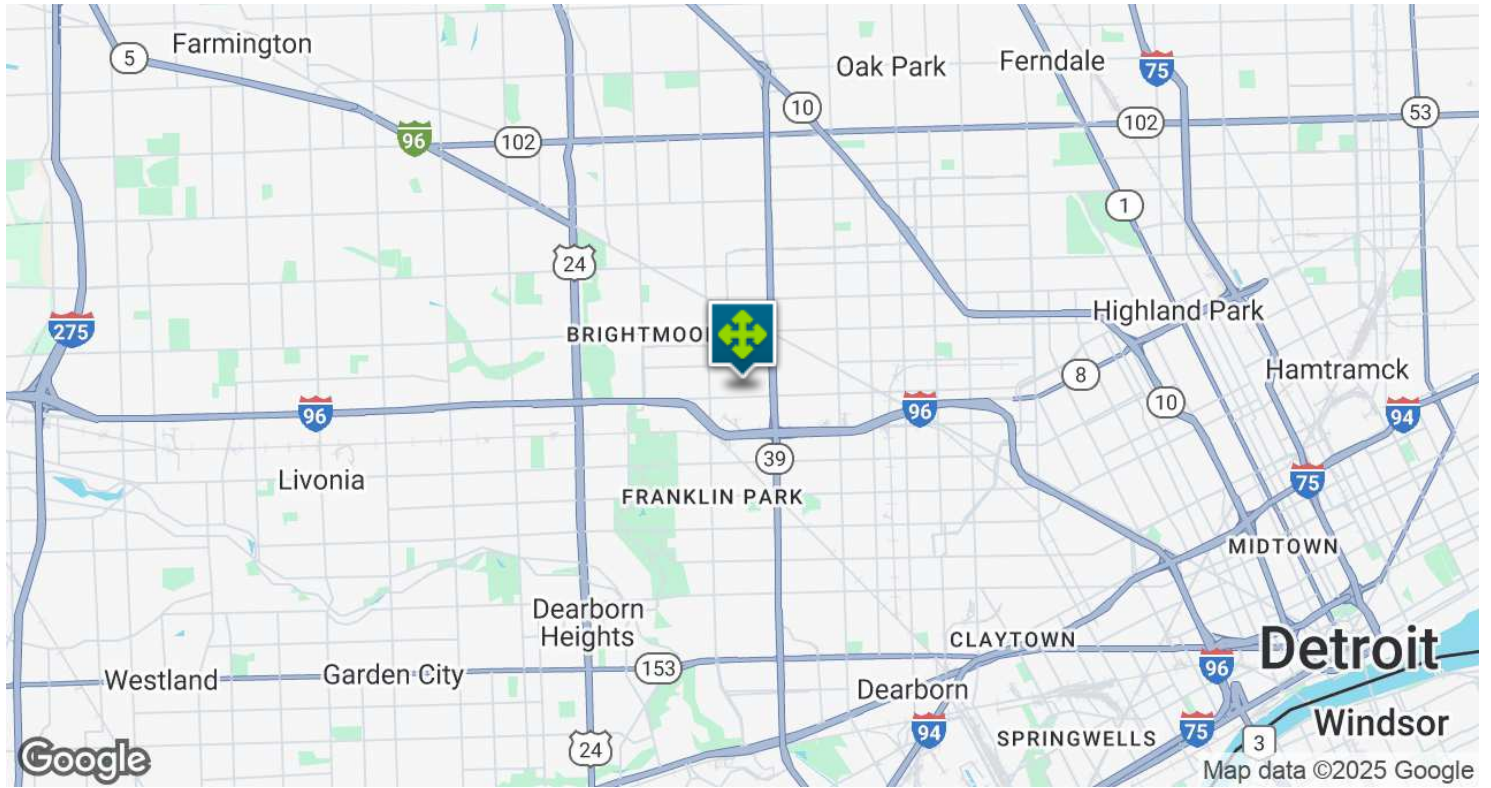 Farmington
5
Oak Park
Ferndale
75
10
53
102
102
96
1
24
275
BRIGHTMOO
Highland Park
8
Hamtramck
96
96
10
94
39
Livonia
75
FRANKLIN PARK
MIDTOWN
Dearborn
Heights
CLAYTOWN
Detroit
153
96
Westland
Garden City
Dearborn
94
75
Windsor
SPRINGWELLS
3
24
Google
Map data ©2025 Google